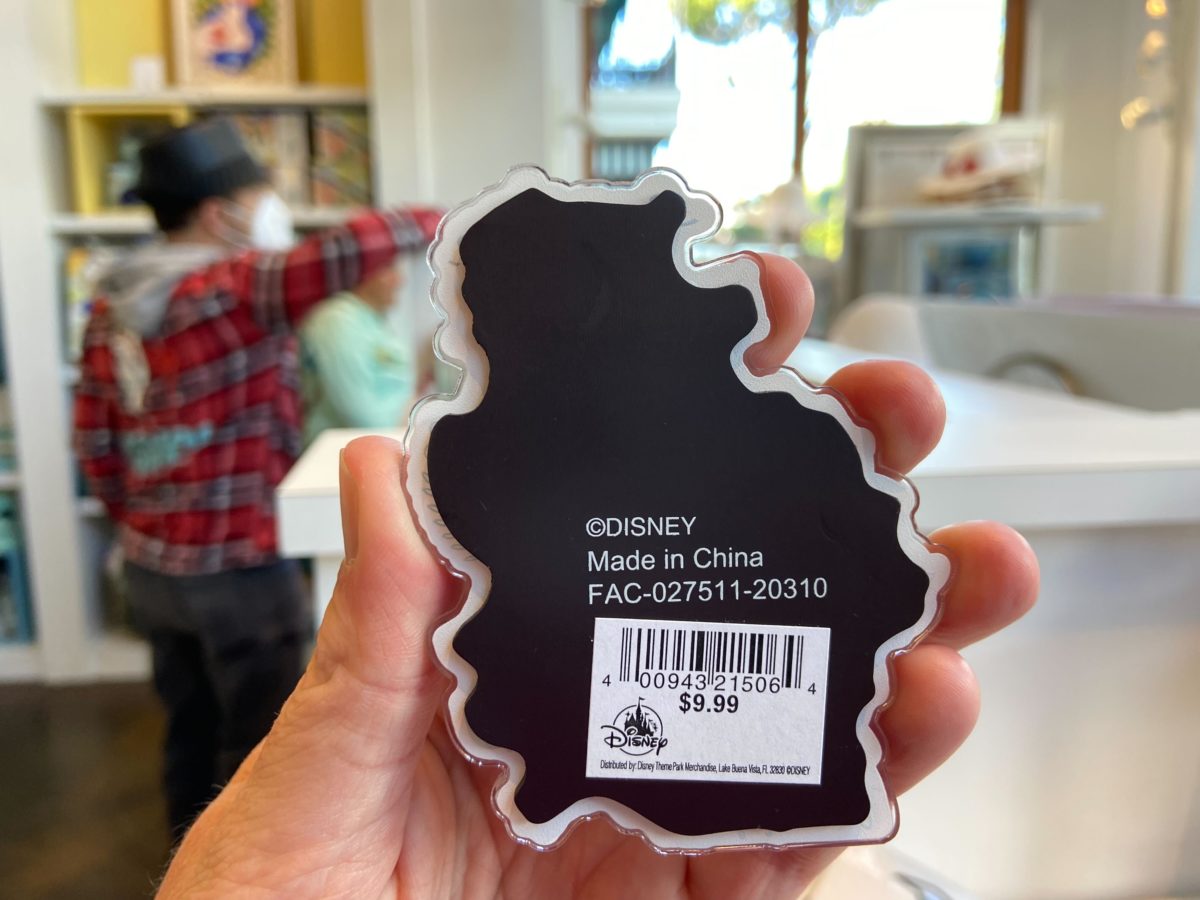 ©DISNEY
Made in China
FAC-027511-20310
4 00943 21506 4
$9.99
Disney
Distributed by: Disney Theme Park Merchandise, Lake Buena Vista, FL 32830 ©DISNEY